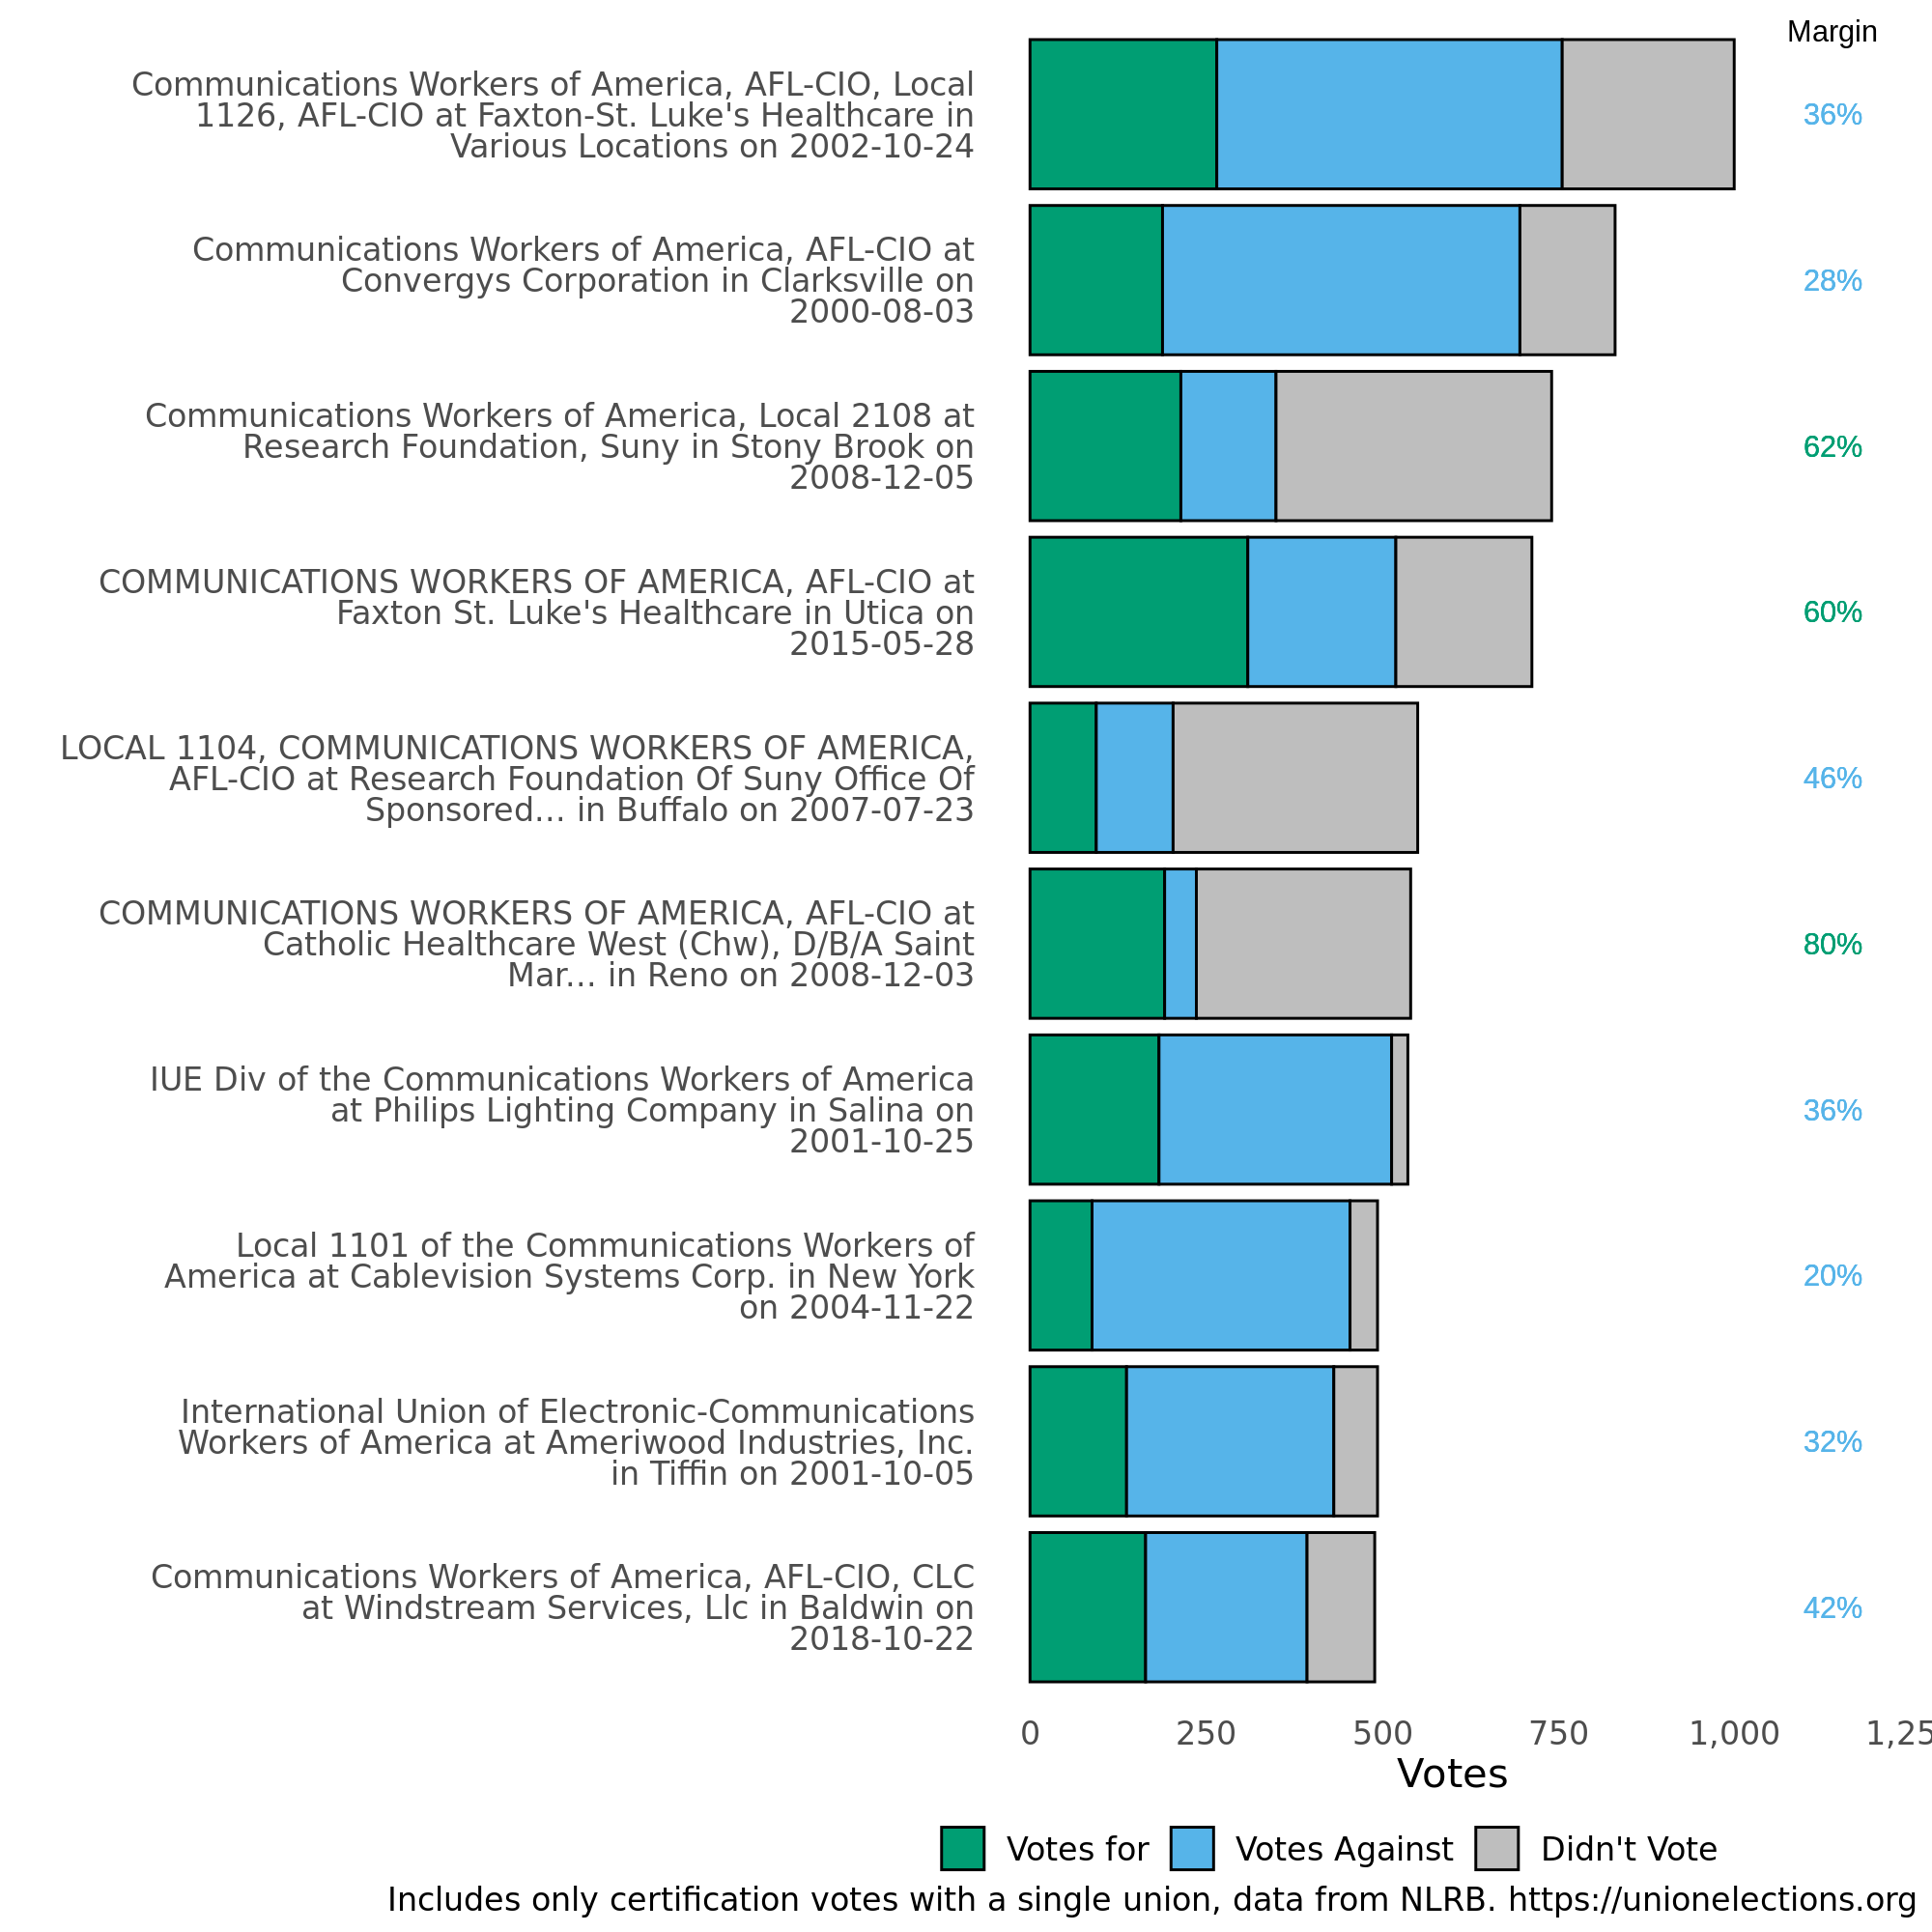 Margin
Communications Workers of America, AFL-CIO, Local
1126, AFL-CIO at Faxton-St. Luke's Healthcare in
Various Locations on 2002-10-24
36%
Communications Workers of America, AFL-CIO at
Convergys Corporation in Clarksville on
2000-08-03
28%
Communications Workers of America, Local 2108 at
Research Foundation, Suny in Stony Brook on
2008-12-05
62%
COMMUNICATIONS WORKERS OF AMERICA, AFL-CIO at
Faxton St. Luke's Healthcare in Utica on
2015-05-28
60%
LOCAL 1104, COMMUNICATIONS WORKERS OF AMERICA,
AFL-CIO at Research Foundation Of Suny Office Of
Sponsored... in Buffalo on 2007-07-23
46%
COMMUNICATIONS WORKERS OF AMERICA, AFL-CIO at
Catholic Healthcare West (Chw), D/B/A Saint
Mar... in Reno on 2008-12-03
80%
IUE Div of the Communications Workers of America
at Philips Lighting Company in Salina on
2001-10-25
36%
Local 1101 of the Communications Workers of
America at Cablevision Systems Corp. in New York
on 2004-11-22
20%
International Union of Electronic-Communications
Workers of America at Ameriwood Industries, Inc.
in Tiffin on 2001-10-05
32%
Communications Workers of America, AFL-CIO, CLC
at Windstream Services, Llc in Baldwin on
2018-10-22
42%
0 250 500 750 1,000 1,25
Votes
Votes for Votes Against Didn't Vote
Includes only certification votes with a single union, data from NLRB. https://unionelections.org